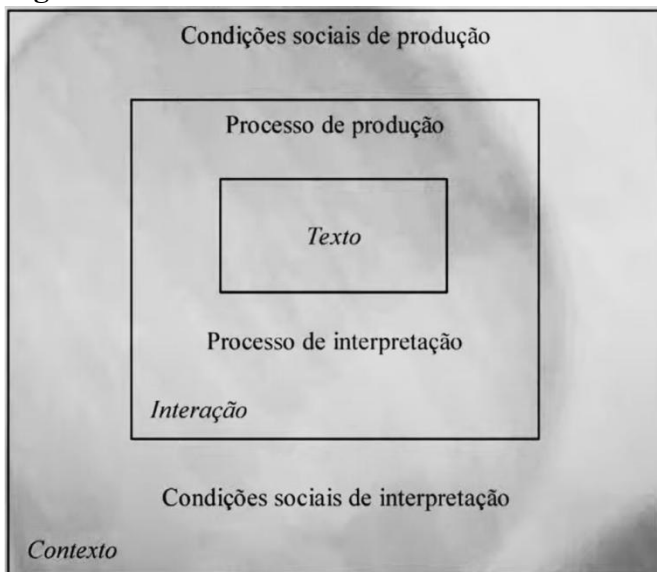 Condições sociais de produção
Processo de produção
Texto
Processo de interpretação
Interação
Condições sociais de interpretação
Contexto